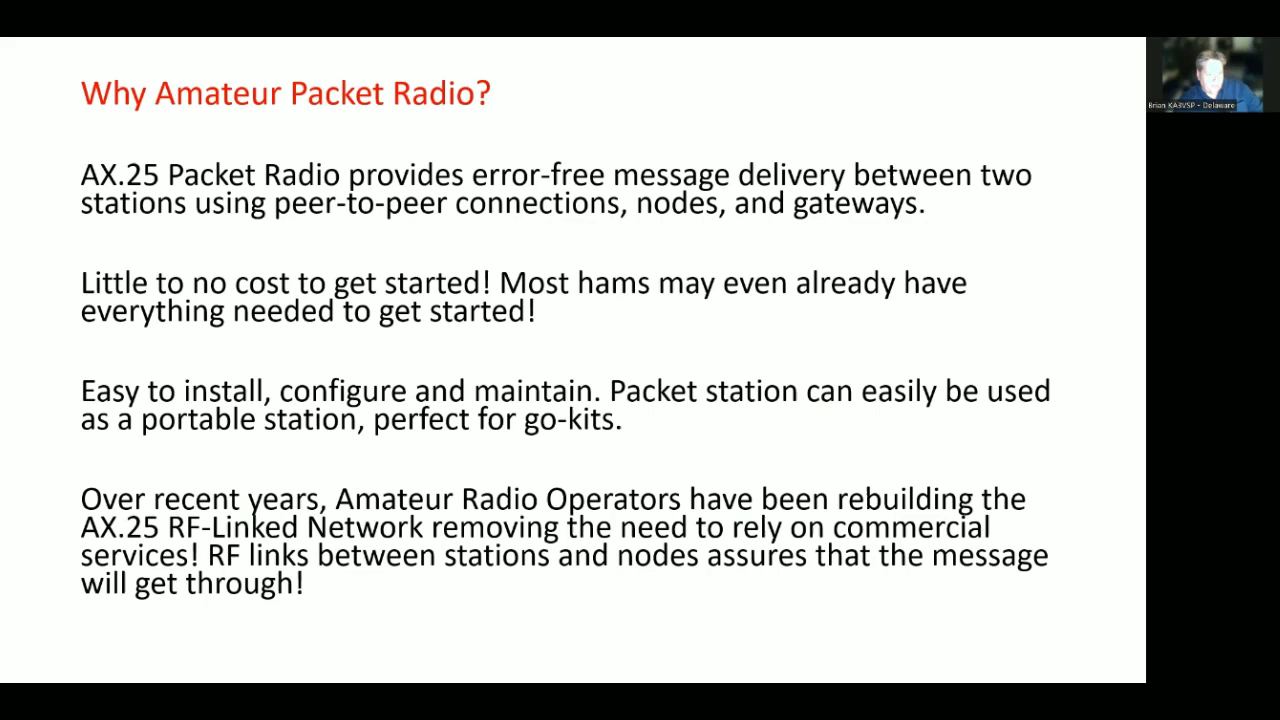 Why Amateur Packet Radio?
AX.25 Packet Radio provides error-free message delivery between two
stations using peer-to-peer connections, nodes, and gateways.
Little to no cost to get started! Most hams may even already have
everything needed to get started!
Easy to install, configure and maintain. Packet station can easily be used
as a portable station, perfect for go-kits.
Over recent years, Amateur Radio Operators have been rebuilding the
AX.25 RF-Linked Network removing the need to rely on commercial
services! RF links between stations and nodes assures that the message
will get through!
Brian KA3VSP - Delaware